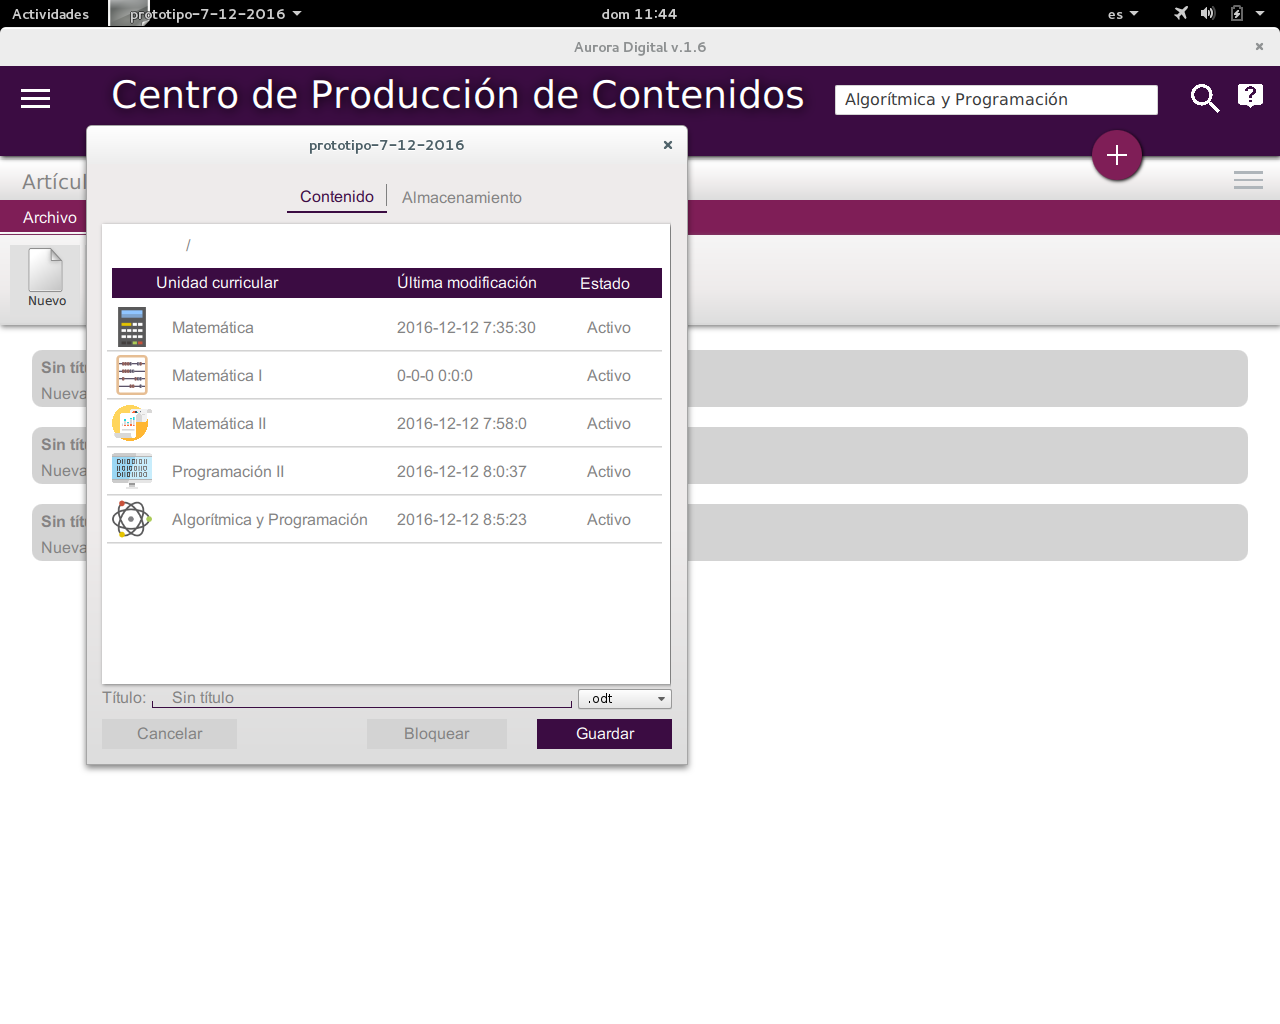 Actividades prototipo-7-12-2016 dom 11:44 es
Aurora Digital v.1.6
Centro de Producción de Contenidos Algorítmica y Programación
prototipo-7-12-2016
Artícul
Contenido Almacenamiento
Archivo
/
Nuevo
Unidad curricular Última modificación Estado
Matemática 2016-12-12 7:35:30 Activo
Matemática I 0-0-0 0:0:0 Activo
Matemática II 2016-12-12 7:58:0 Activo
Programación II 2016-12-12 8:0:37 Activo
Algorítmica y Programación 2016-12-12 8:5:23 Activo
Sin tít
Nueva
Sin tít
Nueva
Sin tít
Nueva
Título: Sin título .odt
Cancelar Bloquear Guardar